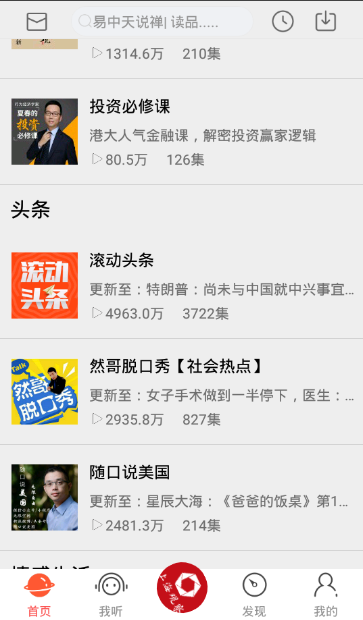 易中天说禅| 读品.....
1314.6万 210集
行为经济学家
夏春的
投资
必修课
投资必修课
港大人气金融课，解密投资赢家逻辑
80.5万 126集
头条
滚动
头条
滚动头条
更新至：特朗普：尚未与中国就中兴事宜...
4963.0万 3722集
Talk
然哥
脱口秀
然哥脱口秀【社会热点】
更新至：女子手术做到一半停下，医生：...
2935.8万 827集
随口说
美国
随口说美国
更新至：星辰大海：《爸爸的饭桌》第1...
2481.3万 214集
情感生活
首页
我听
发现
我的